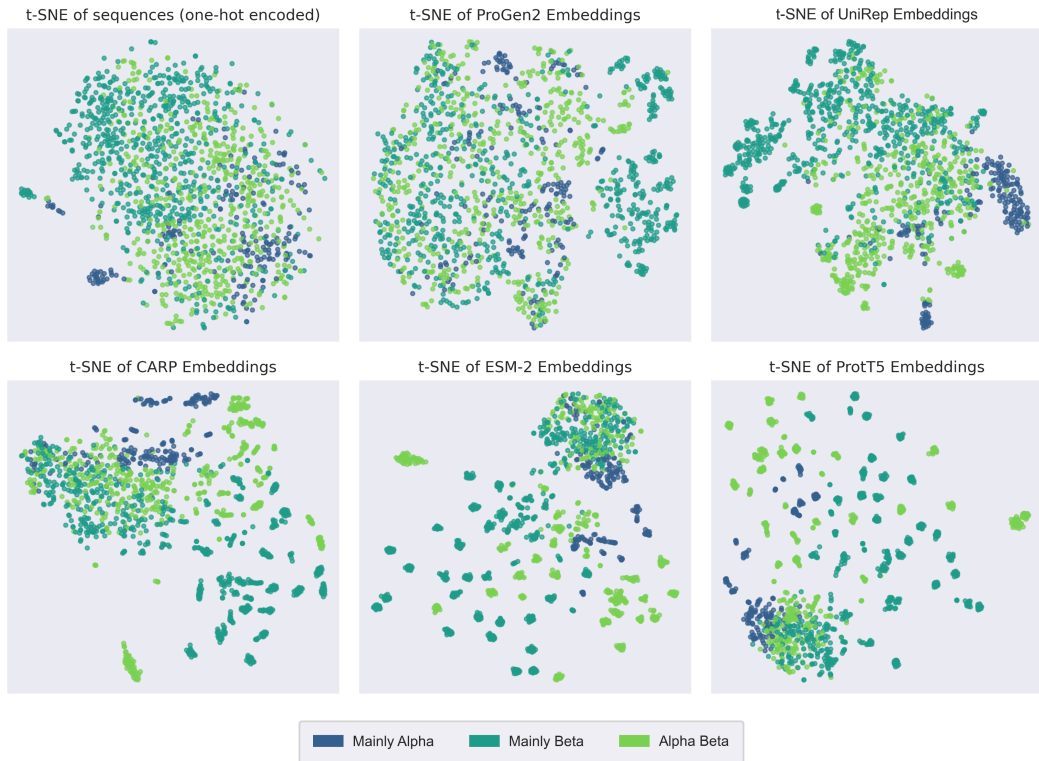 t-SNE of sequences (one-hot encoded)
t-SNE of ProGen2 Embeddings
t-SNE of UniRep Embeddings
t-SNE of CARP Embeddings
t-SNE of ESM-2 Embeddings
t-SNE of ProtT5 Embeddings
Mainly Alpha Mainly Beta Alpha Beta